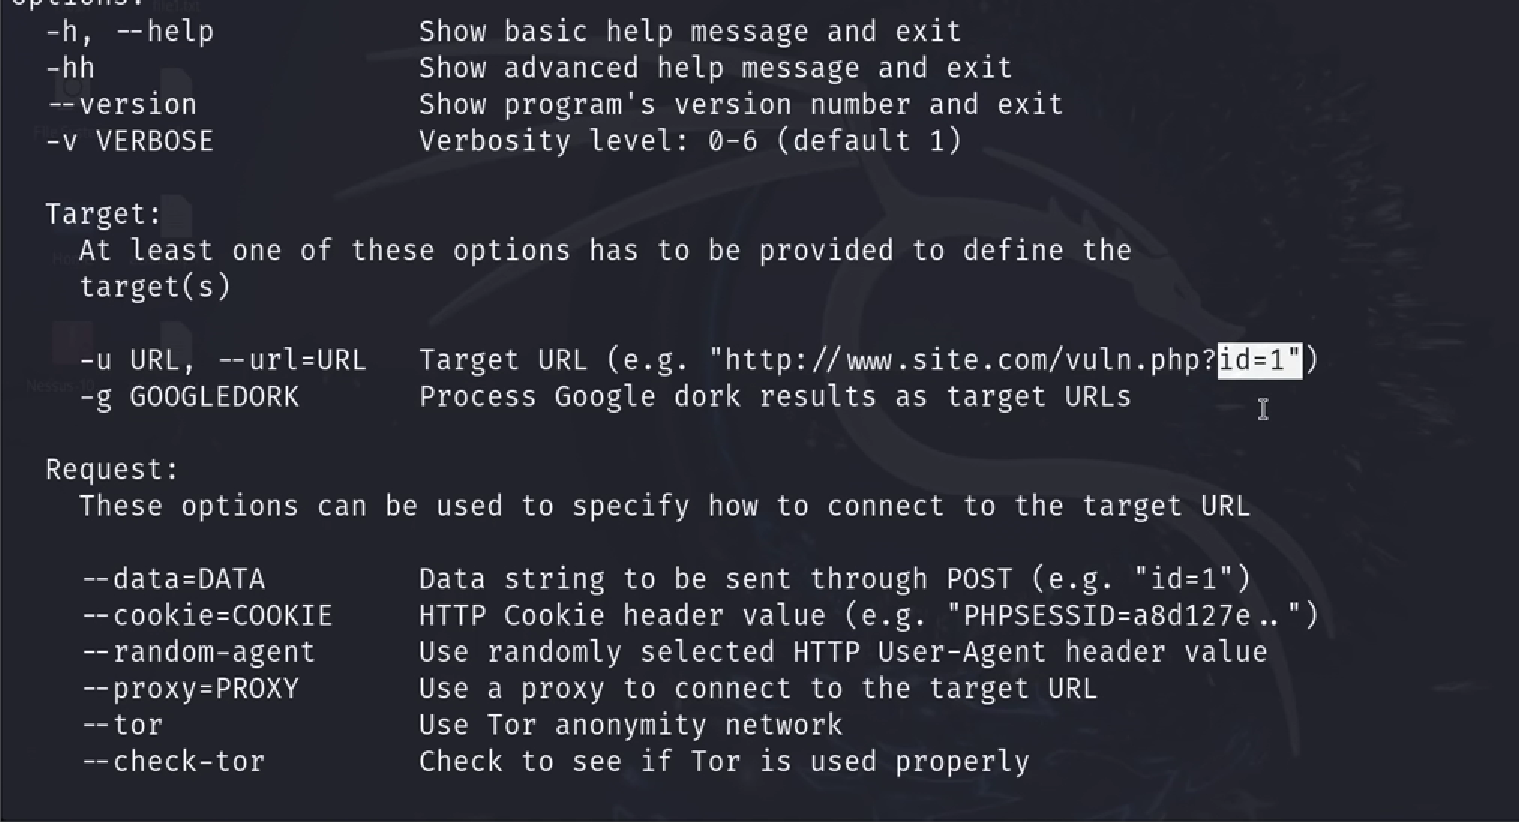 Options:
-h, --help Show basic help message and exit
-hh Show advanced help message and exit
--version Show program's version number and exit
-v VERBOSE Verbosity level: 0-6 (default 1)
Target:
At least one of these options has to be provided to define the
target(s)
-u URL, --url=URL Target URL (e.g. "http://www.site.com/vuln.php?id=1")
-g GOOGLEDORK Process Google dork results as target URLs
Request:
These options can be used to specify how to connect to the target URL
--data=DATA Data string to be sent through POST (e.g. "id=1")
--cookie=COOKIE HTTP Cookie header value (e.g. "PHPSESSID=a8d127e..")
--random-agent Use randomly selected HTTP User-Agent header value
--proxy=PROXY Use a proxy to connect to the target URL
--tor Use Tor anonymity network
--check-tor Check to see if Tor is used properly